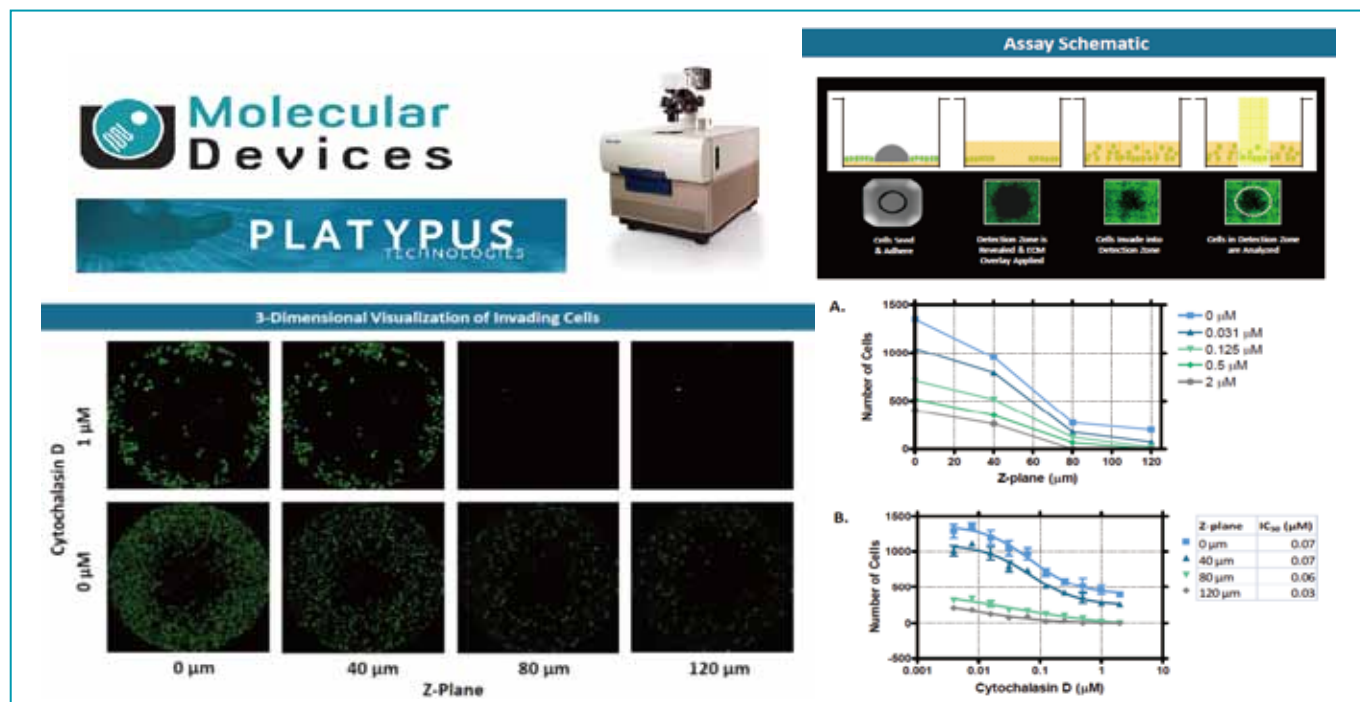 Molecular
Devices
PLATYPUS
TECHNOLOGIES
Assay Schematic
Cells Seed
& Adhere
Detection Zone is
Revealed & ECM
Overlay Applied
Cells Invade into
Detection Zone
Cells in Detection Zone
are Analyzed
3-Dimensional Visualization of Invading Cells
Cytochalasin D
1 µM
0 µM
0 µm
40 µm
80 µm
120 µm
Z-Plane
A.
Number of Cells
1500
1000
500
0
0
20
40
60
80
100
120
Z-plane (µm)
0 µM
0.031 µM
0.125 µM
0.5 µM
2 µM
B.
Number of Cells
1500
1000
500
0
-500
0.001
0.01
0.1
1
10
Cytochalasin D (µM)
Z-plane IC50 (µM)
0 µm 0.07
40 µm 0.07
80 µm 0.06
120 µm 0.03